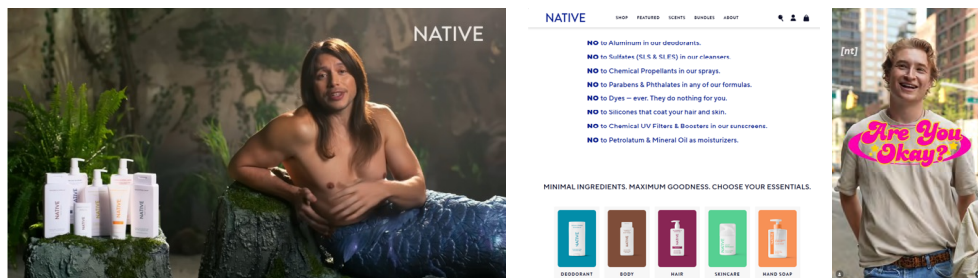 NATIVE
NATIVE
NATIVE
SHOP FEATURED SCENTS BUNDLES ABOUT
NO to Aluminum in our deodorants.
NO to Sulfates (SLS & SLES) in our cleansers.
NO to Chemical Propellants in our sprays.
NO to Parabens & Phthalates in any of our formulas.
NO to Dyes — ever. They do nothing for you.
NO to Silicones that coat your hair and skin.
NO to Chemical UV Filters & Boosters in our sunscreens.
NO to Petrolatum & Mineral Oil as moisturizers.
MINIMAL INGREDIENTS. MAXIMUM GOODNESS. CHOOSE YOUR ESSENTIALS.
DEODORANT BODY HAIR SKINCARE HAND SOAP
[nt]
Are You
Okay?